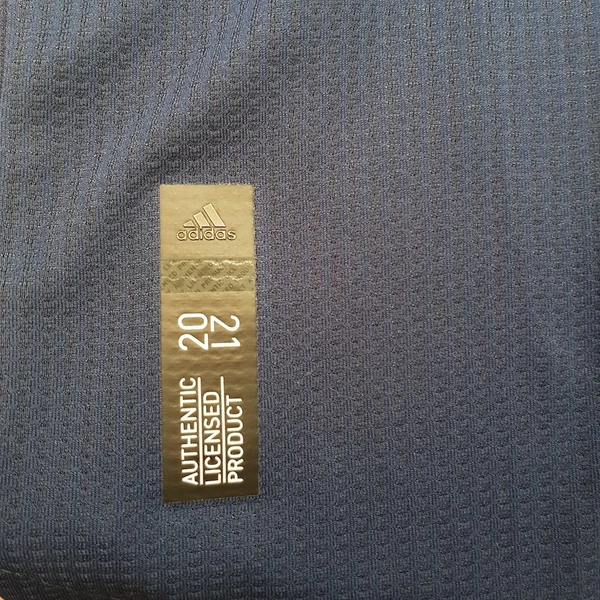 adidas
20
21
AUTHENTIC
LICENSED
PRODUCT